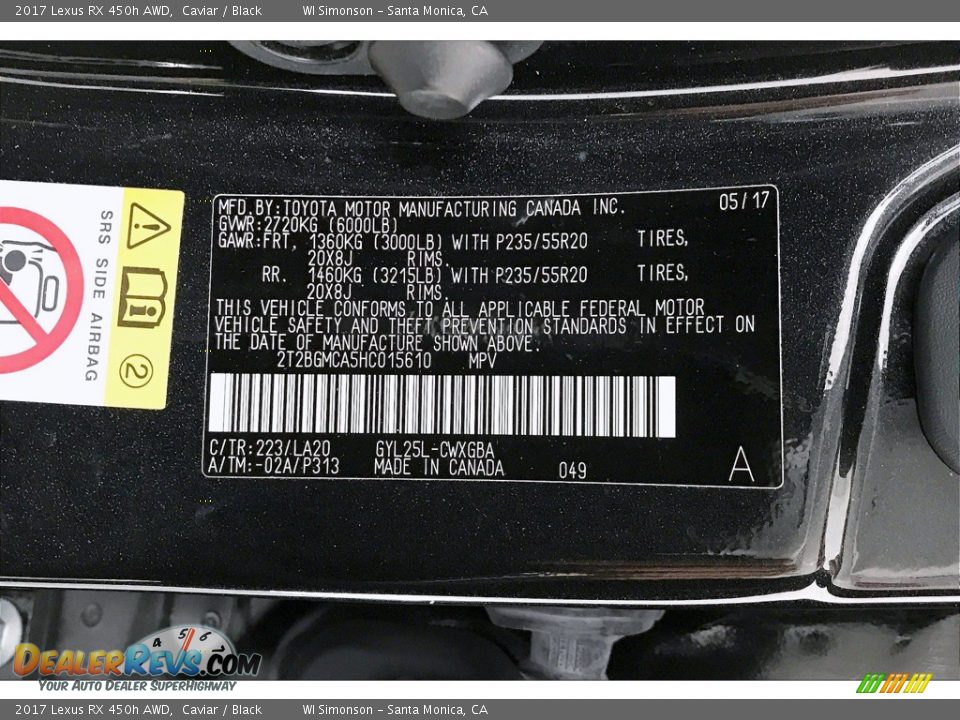 2017 Lexus RX 450h AWD, Caviar / Black WI Simonson - Santa Monica, CA
MFD. BY: TOYOTA MOTOR MANUFACTURING CANADA INC. 05/17
GVWR: 2720KG (6000LB)
GAWR: FRT, 1360KG (3000LB) WITH P235/55R20 TIRES,
20X8J RIMS.
RR. 1460KG (3215LB) WITH P235/55R20 TIRES,
20X8J RIMS.
THIS VEHICLE CONFORMS TO ALL APPLICABLE FEDERAL MOTOR
VEHICLE SAFETY AND THEFT PREVENTION STANDARDS IN EFFECT ON
THE DATE OF MANUFACTURE SHOWN ABOVE.
2T2BGMCA5HC015610 MPV
C/TR: 223/LA20 GYL25L-CWXGBA
A/TM: -02A/P313 MADE IN CANADA 049 A
SRS SIDE AIRBAG
2
4 5 6
DEALERREVS.COM
YOUR AUTO DEALER SUPERHIGHWAY
2017 Lexus RX 450h AWD, Caviar / Black WI Simonson - Santa Monica, CA